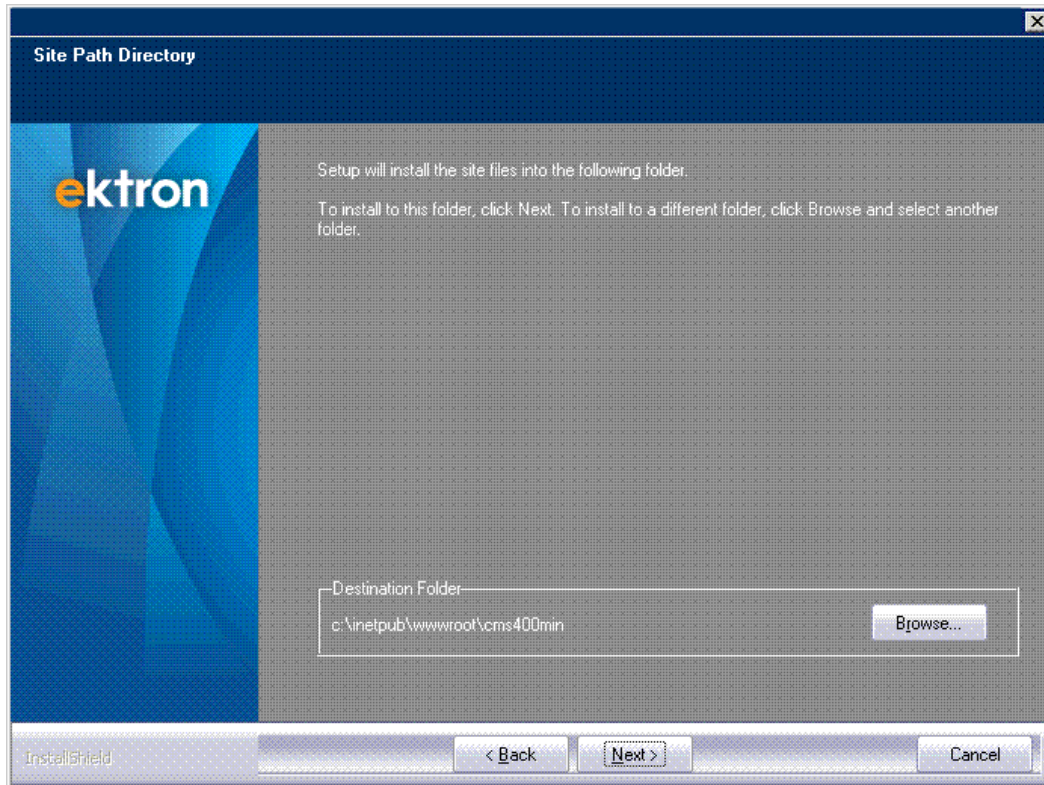 Site Path Directory
ektron
Setup will install the site files into the following folder.
To install to this folder, click Next. To install to a different folder, click Browse and select another
folder.
Destination Folder
c:\inetpub\wwwroot\cms400min
Browse...
InstallShield
< Back
Next >
Cancel